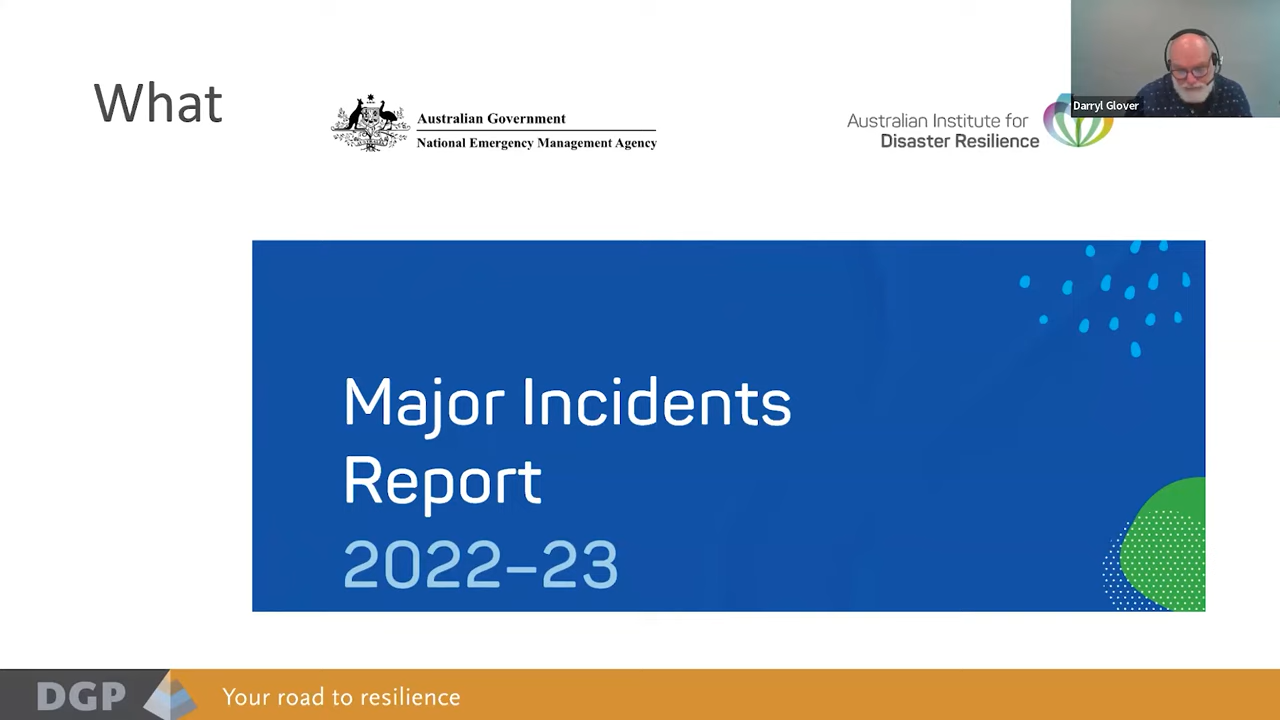 What
Australian Government
National Emergency Management Agency
Australian Institute for
Disaster Resilience
Darryl Glover
Major Incidents
Report
2022–23
DGP
Your road to resilience